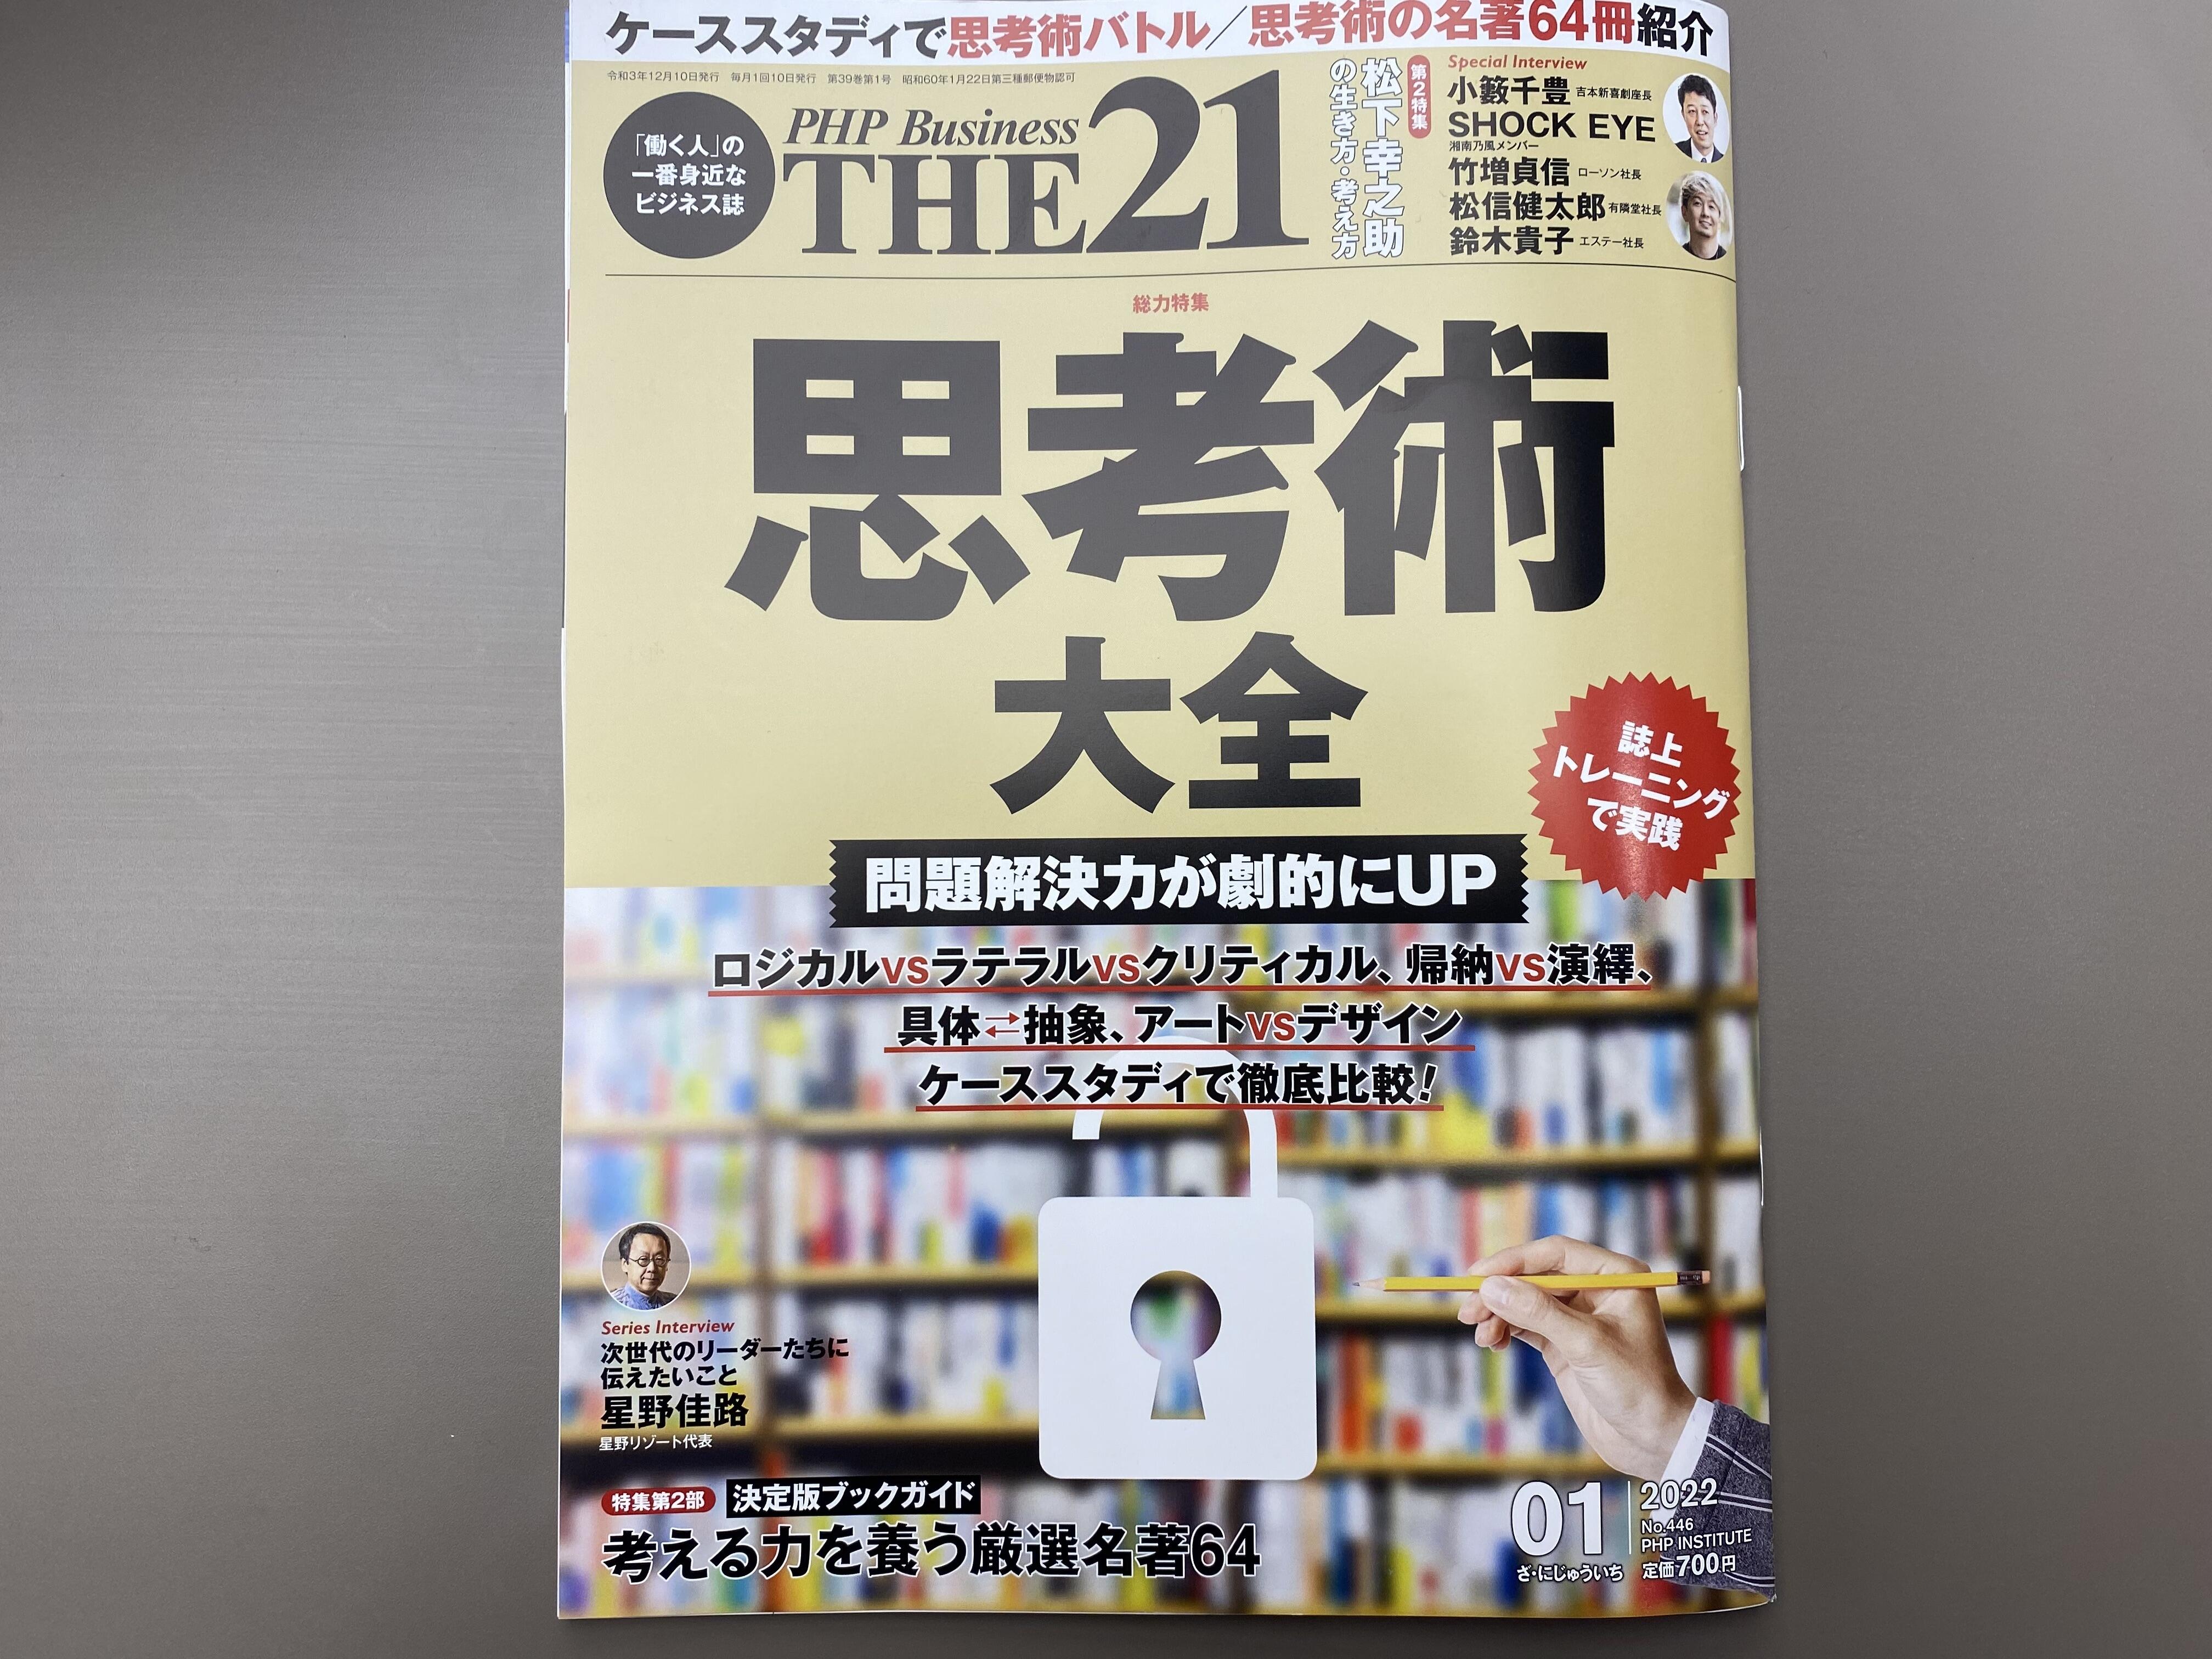 ケーススタディで思考術バトル／思考術の名著64冊紹介
令和3年12月10日発行　毎月1回10日発行　第39巻第1号　昭和60年1月22日第三種郵便物認可
「働く人」の
一番身近な
ビジネス誌
PHP Business
THE21
第2特集
松下幸之助
の生き方・考え方
Special Interview
小籔千豊 吉本新喜劇座長
SHOCK EYE
湘南乃風メンバー
竹増貞信 ローソン社長
松信健太郎 有隣堂社長
鈴木貴子 エステー社長
総力特集
思考術
大全
誌上
トレーニング
で実践
問題解決力が劇的にUP
ロジカルvsラテラルvsクリティカル、帰納vs演繹、
具体⇄抽象、アートvsデザイン
ケーススタディで徹底比較!
Series Interview
次世代のリーダーたちに
伝えたいこと
星野佳路
星野リゾート代表
特集第2部 決定版ブックガイド
考える力を養う厳選名著64
01
ざ・にじゅういち
2022
No.446
PHP INSTITUTE
定価700円